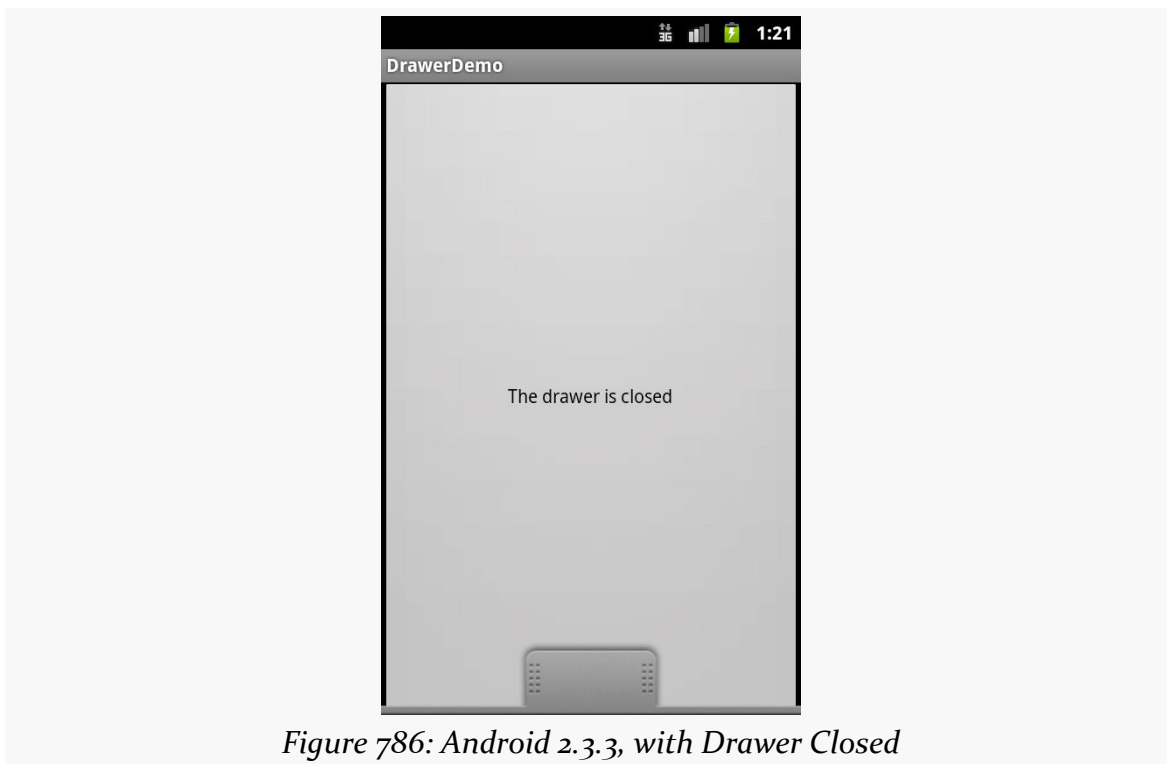 3G 1:21
DrawerDemo
The drawer is closed
Figure 786: Android 2.3.3, with Drawer Closed